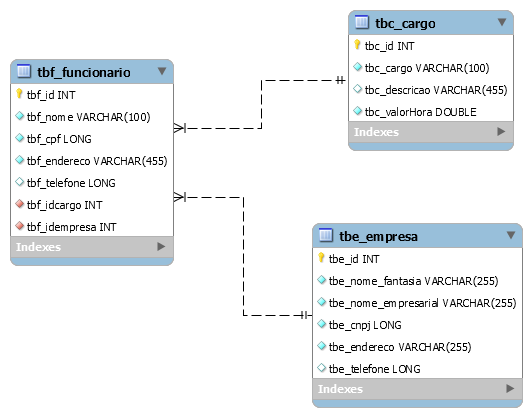 tbf_funcionario
tbf_id INT
tbf_nome VARCHAR(100)
tbf_cpf LONG
tbf_endereco VARCHAR(455)
tbf_telefone LONG
tbf_idcargo INT
tbf_idempresa INT
Indexes
tbc_cargo
tbc_id INT
tbc_cargo VARCHAR(100)
tbc_descricao VARCHAR(455)
tbc_valorHora DOUBLE
Indexes
tbe_empresa
tbe_id INT
tbe_nome_fantasia VARCHAR(255)
tbe_nome_empresarial VARCHAR(255)
tbe_cnpj LONG
tbe_endereco VARCHAR(255)
tbe_telefone LONG
Indexes